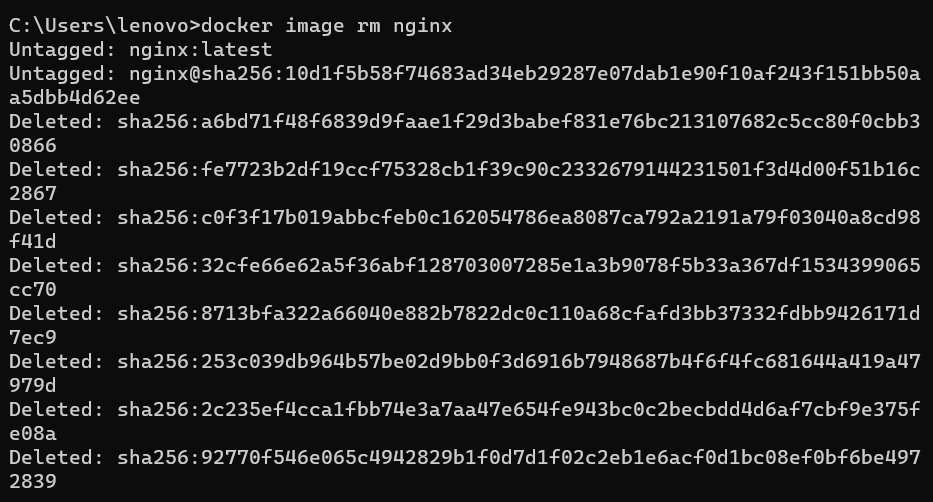 C:\Users\lenovo>docker image rm nginx
Untagged: nginx:latest
Untagged: nginx@sha256:10d1f5b58f74683ad34eb29287e07dab1e90f10af243f151bb50a
a5dbb4d62ee
Deleted: sha256:a6bd71f48f6839d9faae1f29d3babef831e76bc213107682c5cc80f0cbb3
0866
Deleted: sha256:fe7723b2df19ccf75328cb1f39c90c2332679144231501f3d4d00f51b16c
2867
Deleted: sha256:c0f3f17b019abbcfeb0c162054786ea8087ca792a2191a79f03040a8cd98
f41d
Deleted: sha256:32cfe66e62a5f36abf128703007285e1a3b9078f5b33a367df1534399065
cc70
Deleted: sha256:8713bfa322a66040e882b7822dc0c110a68cfafd3bb37332fdbb9426171d
7ec9
Deleted: sha256:253c039db964b57be02d9bb0f3d6916b7948687b4f6f4fc681644a419a47
979d
Deleted: sha256:2c235ef4cca1fbb74e3a7aa47e654fe943bc0c2becbdd4d6af7cbf9e375f
e08a
Deleted: sha256:92770f546e065c4942829b1f0d7d1f02c2eb1e6acf0d1bc08ef0bf6be497
2839